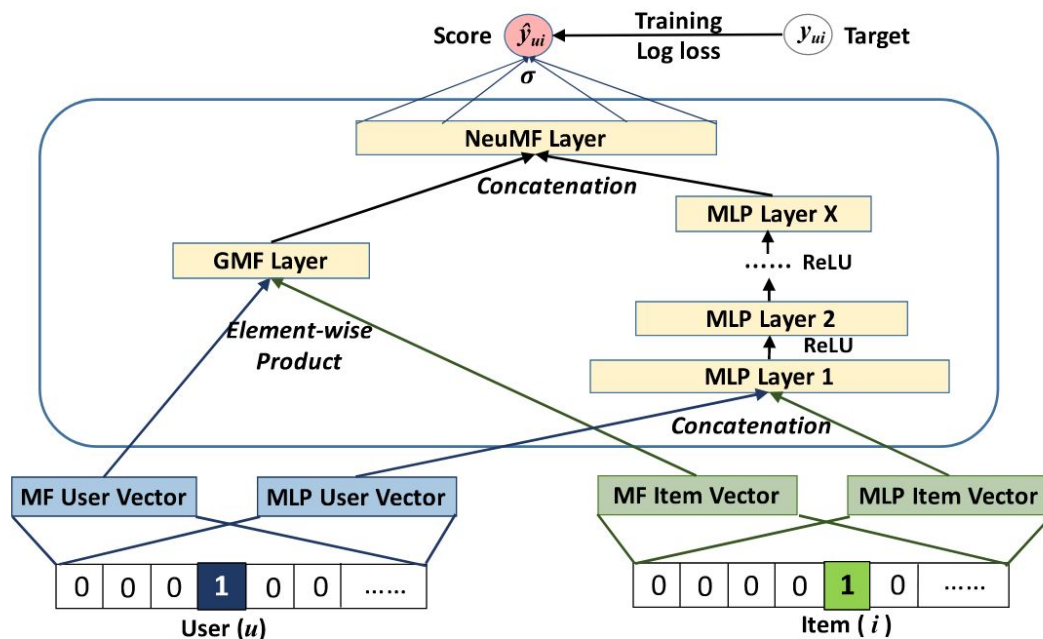 Score ŷui Training yui Target
Log loss
σ
NeuMF Layer
Concatenation
MLP Layer X
GMF Layer
...... ReLU
Element-wise
Product
MLP Layer 2
ReLU
MLP Layer 1
Concatenation
MF User Vector MLP User Vector MF Item Vector MLP Item Vector
0 0 0 1 0 0 ...... 0 0 0 0 1 0 ......
User (u) Item ( i )